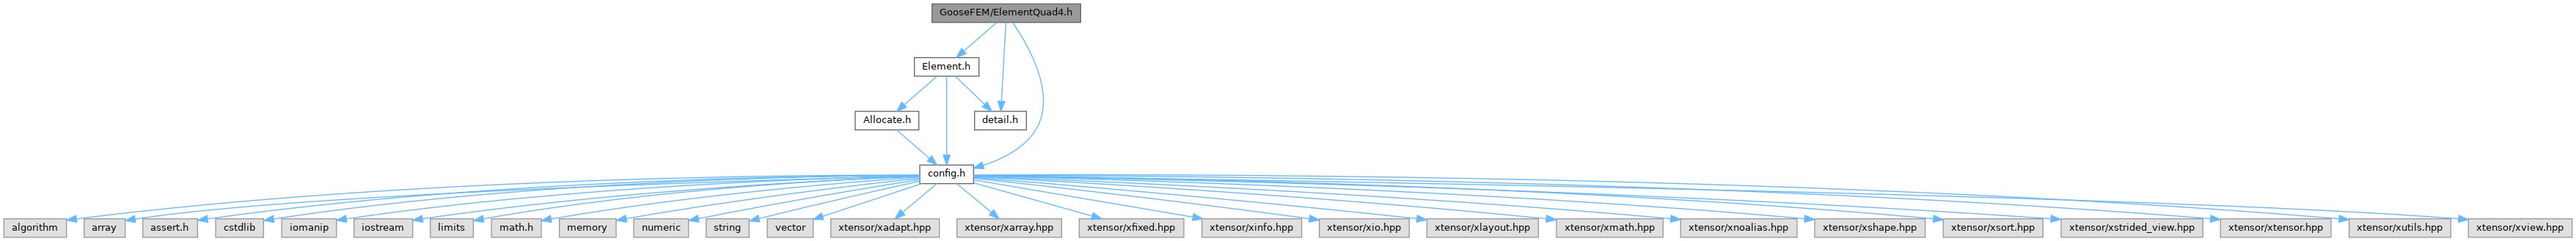 GooseFEM/ElementQuad4.h
Element.h
Allocate.h
detail.h
config.h
algorithm
array
assert.h
cstdlib
iomanip
iostream
limits
math.h
memory
numeric
string
vector
xtensor/xadapt.hpp
xtensor/xarray.hpp
xtensor/xfixed.hpp
xtensor/xinfo.hpp
xtensor/xio.hpp
xtensor/xlayout.hpp
xtensor/xmath.hpp
xtensor/xnoalias.hpp
xtensor/xshape.hpp
xtensor/xsort.hpp
xtensor/xstrided_view.hpp
xtensor/xtensor.hpp
xtensor/xutils.hpp
xtensor/xview.hpp